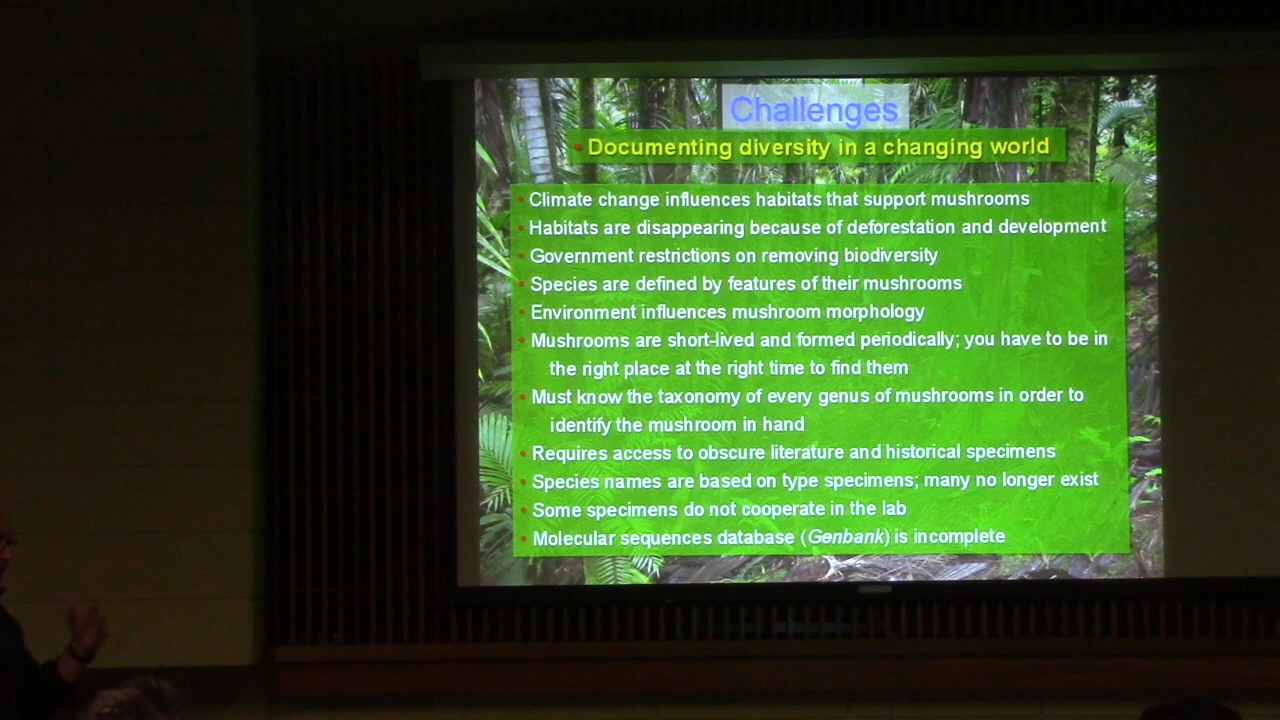 Challenges
• Documenting diversity in a changing world
• Climate change influences habitats that support mushrooms
• Habitats are disappearing because of deforestation and development
• Government restrictions on removing biodiversity
• Species are defined by features of their mushrooms
• Environment influences mushroom morphology
• Mushrooms are short-lived and formed periodically; you have to be in
the right place at the right time to find them
• Must know the taxonomy of every genus of mushrooms in order to
identify the mushroom in hand
• Requires access to obscure literature and historical specimens
• Species names are based on type specimens; many no longer exist
• Some specimens do not cooperate in the lab
• Molecular sequences database (Genbank) is incomplete